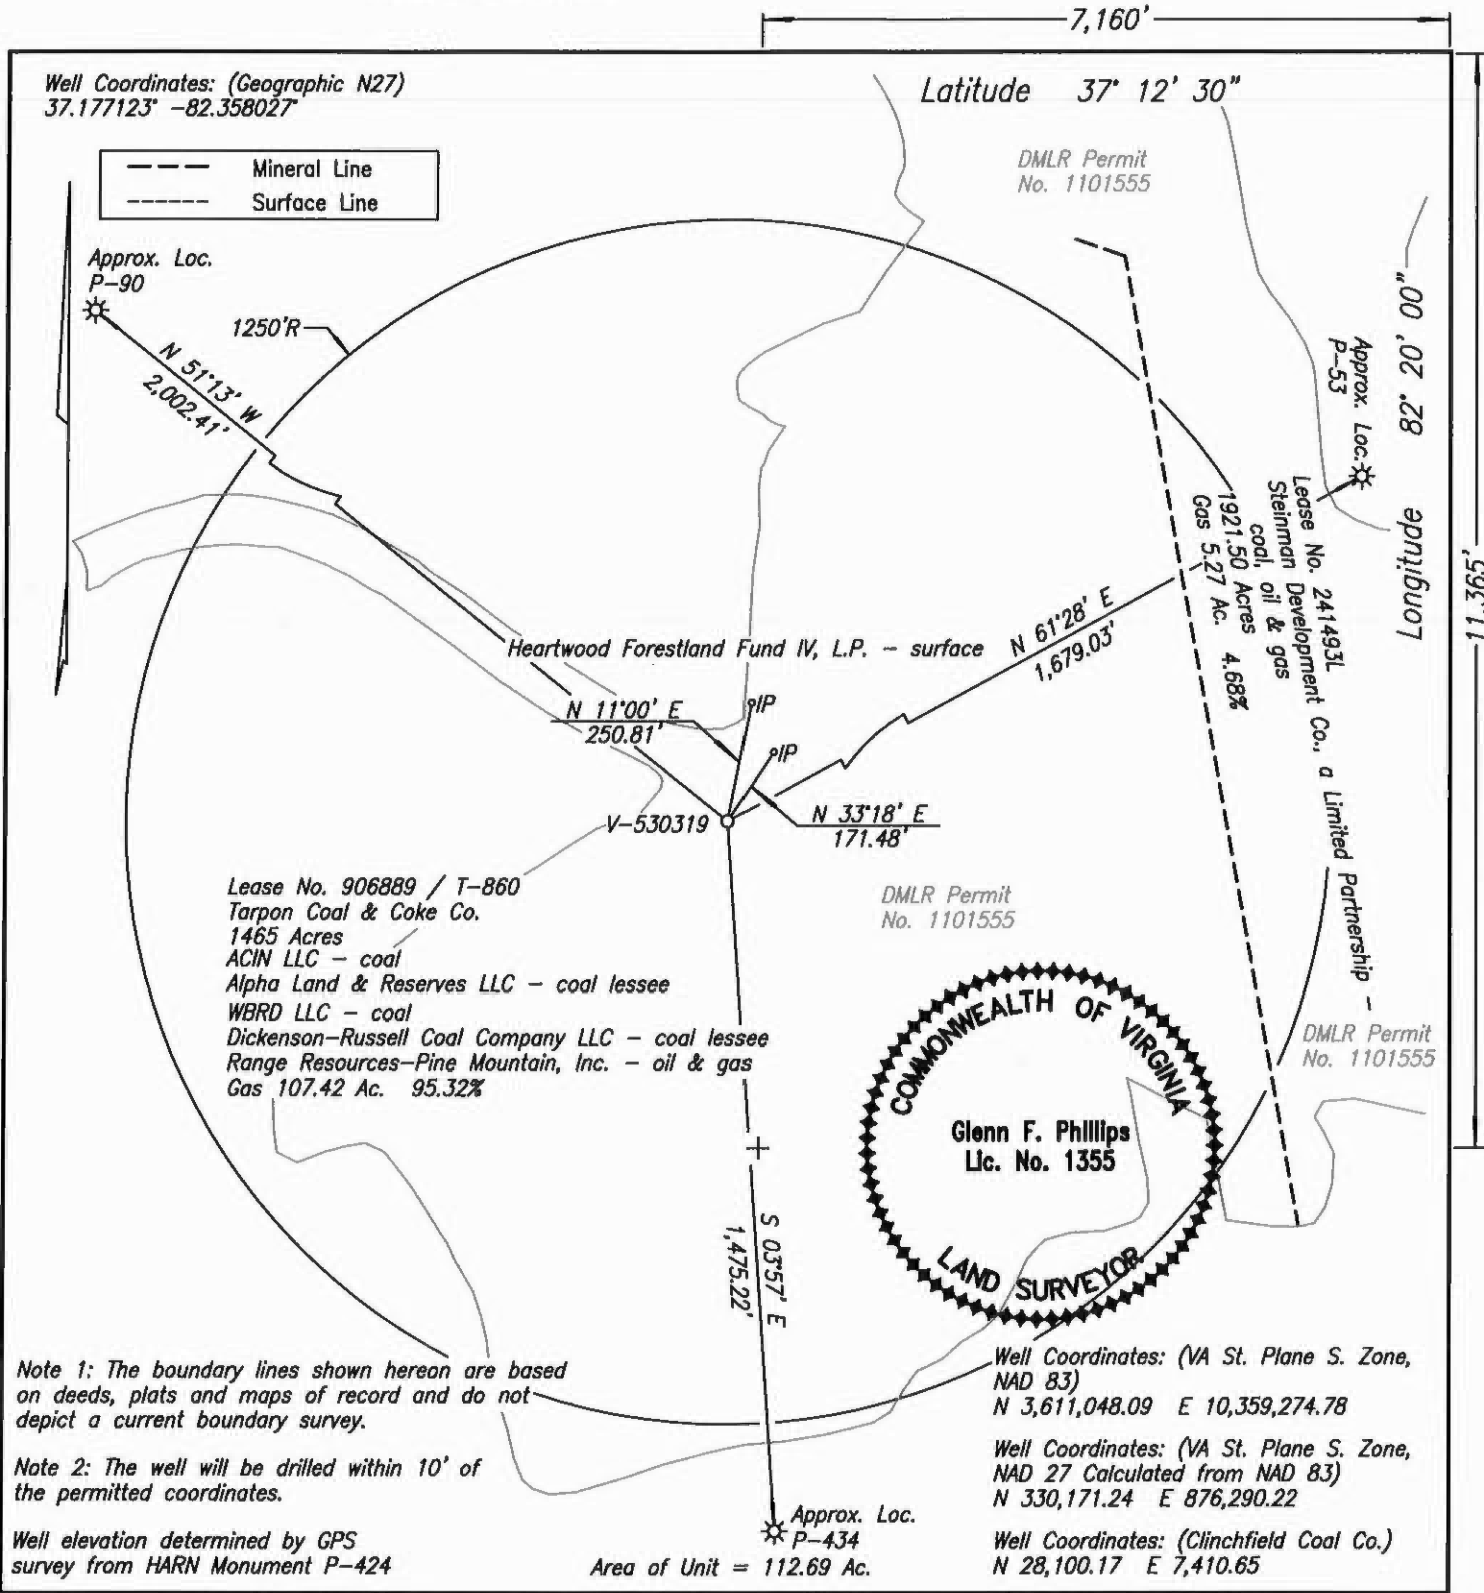 7,160'
Well Coordinates: (Geographic N27)
37.177123° -82.358027°
Latitude 37° 12' 30"
Mineral Line
Surface Line
DMLR Permit
No. 1101555
Approx. Loc.
P-90
1250'R
N 51°13' W
2,002.41'
Longitude 82° 20' 00"
11,365'
Approx. Loc.
P-53
Lease No. 241493L
Steinman Development Co., a Limited Partnership -
coal, oil & gas
1921.50 Acres
Gas 5.27 Ac. 4.68%
N 61°28' E
1,679.03'
Heartwood Forestland Fund IV, L.P. - surface
N 11°00' E
250.81'
IP
IP
V-530319
N 33°18' E
171.48'
Lease No. 906889 / T-860
Tarpon Coal & Coke Co.
1465 Acres
ACIN LLC - coal
Alpha Land & Reserves LLC - coal lessee
WBRD LLC - coal
Dickenson-Russell Coal Company LLC - coal lessee
Range Resources-Pine Mountain, Inc. - oil & gas
Gas 107.42 Ac. 95.32%
DMLR Permit
No. 1101555
DMLR Permit
No. 1101555
COMMONWEALTH OF VIRGINIA
Glenn F. Phillips
Lic. No. 1355
LAND SURVEYOR
S 03°57' E
1,475.22'
Note 1: The boundary lines shown hereon are based
on deeds, plats and maps of record and do not
depict a current boundary survey.
Note 2: The well will be drilled within 10' of
the permitted coordinates.
Well elevation determined by GPS
survey from HARN Monument P-424
Approx. Loc.
P-434
Area of Unit = 112.69 Ac.
Well Coordinates: (VA St. Plane S. Zone,
NAD 83)
N 3,611,048.09 E 10,359,274.78
Well Coordinates: (VA St. Plane S. Zone,
NAD 27 Calculated from NAD 83)
N 330,171.24 E 876,290.22
Well Coordinates: (Clinchfield Coal Co.)
N 28,100.17 E 7,410.65